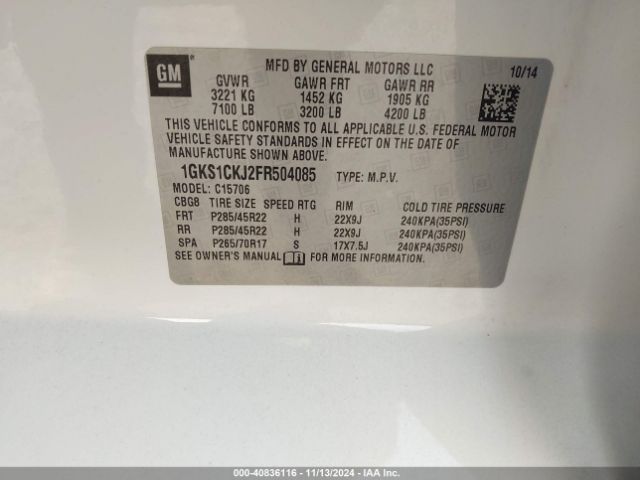 GM
MFD BY GENERAL MOTORS LLC 10/14
GVWR GAWR FRT GAWR RR
3221 KG 1452 KG 1905 KG
7100 LB 3200 LB 4200 LB
THIS VEHICLE CONFORMS TO ALL APPLICABLE U.S. FEDERAL MOTOR
VEHICLE SAFETY STANDARDS IN EFFECT ON THE DATE OF
MANUFACTURE SHOWN ABOVE.
1GKS1CKJ2FR504085 TYPE: M.P.V.
MODEL: C15706
CBG8 TIRE SIZE SPEED RTG RIM COLD TIRE PRESSURE
FRT P285/45R22 H 22X9J 240KPA(35PSI)
RR P285/45R22 H 22X9J 240KPA(35PSI)
SPA P265/70R17 S 17X7.5J 240KPA(35PSI)
SEE OWNER'S MANUAL FOR MORE INFORMATION.
000-40836116 - 11/13/2024 - IAAI.com